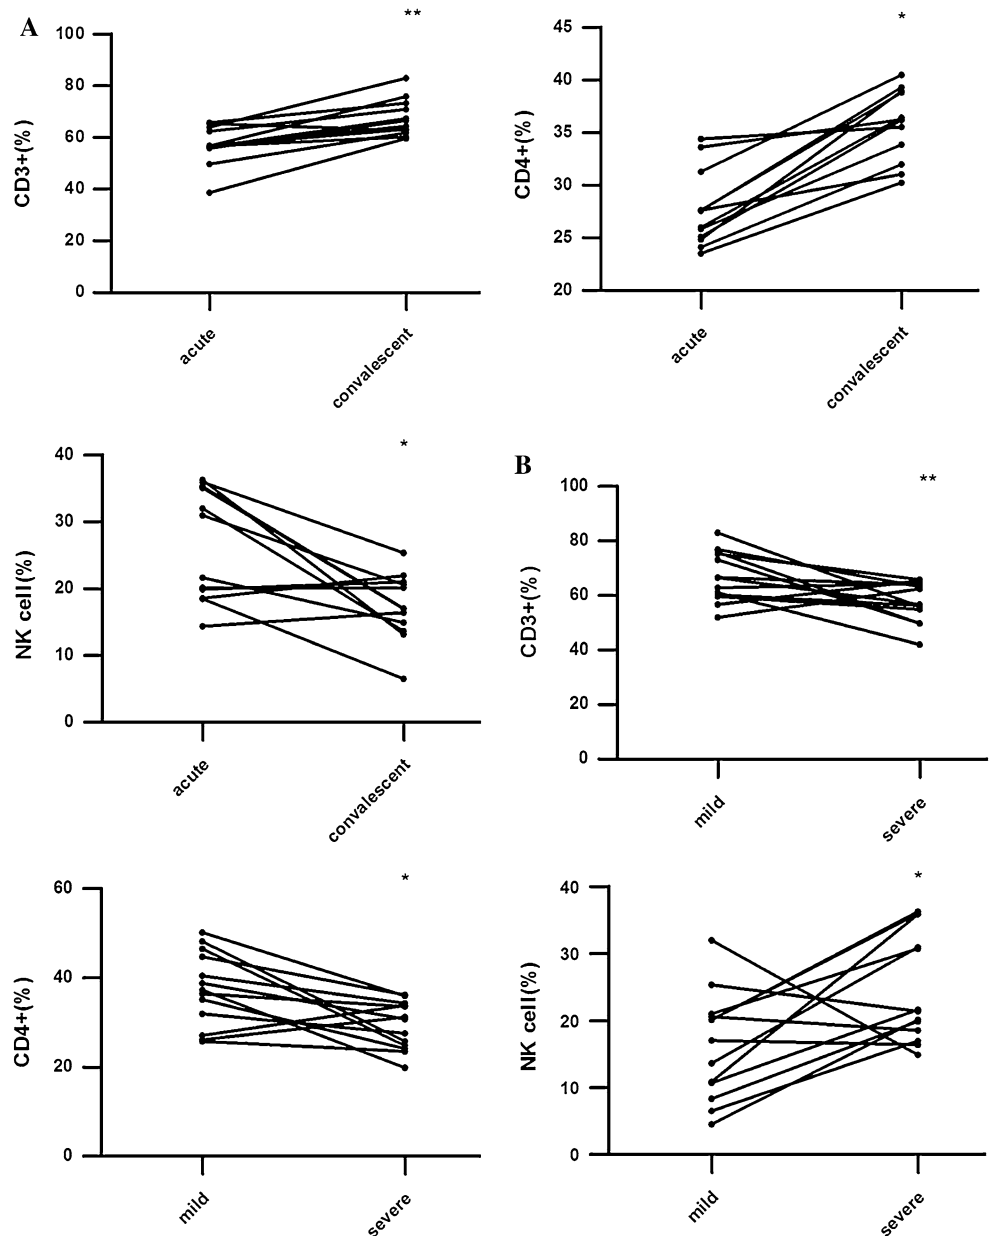 A
**
100
80
60
40
20
0
CD3+(%)
acute
convalescent
*
45
40
35
30
25
20
CD4+(%)
acute
convalescent
*
40
30
20
10
0
NK cell(%)
acute
convalescent
B
**
100
80
60
40
20
0
CD3+(%)
mild
severe
*
60
40
20
0
CD4+(%)
mild
severe
*
40
30
20
10
0
NK cell(%)
mild
severe